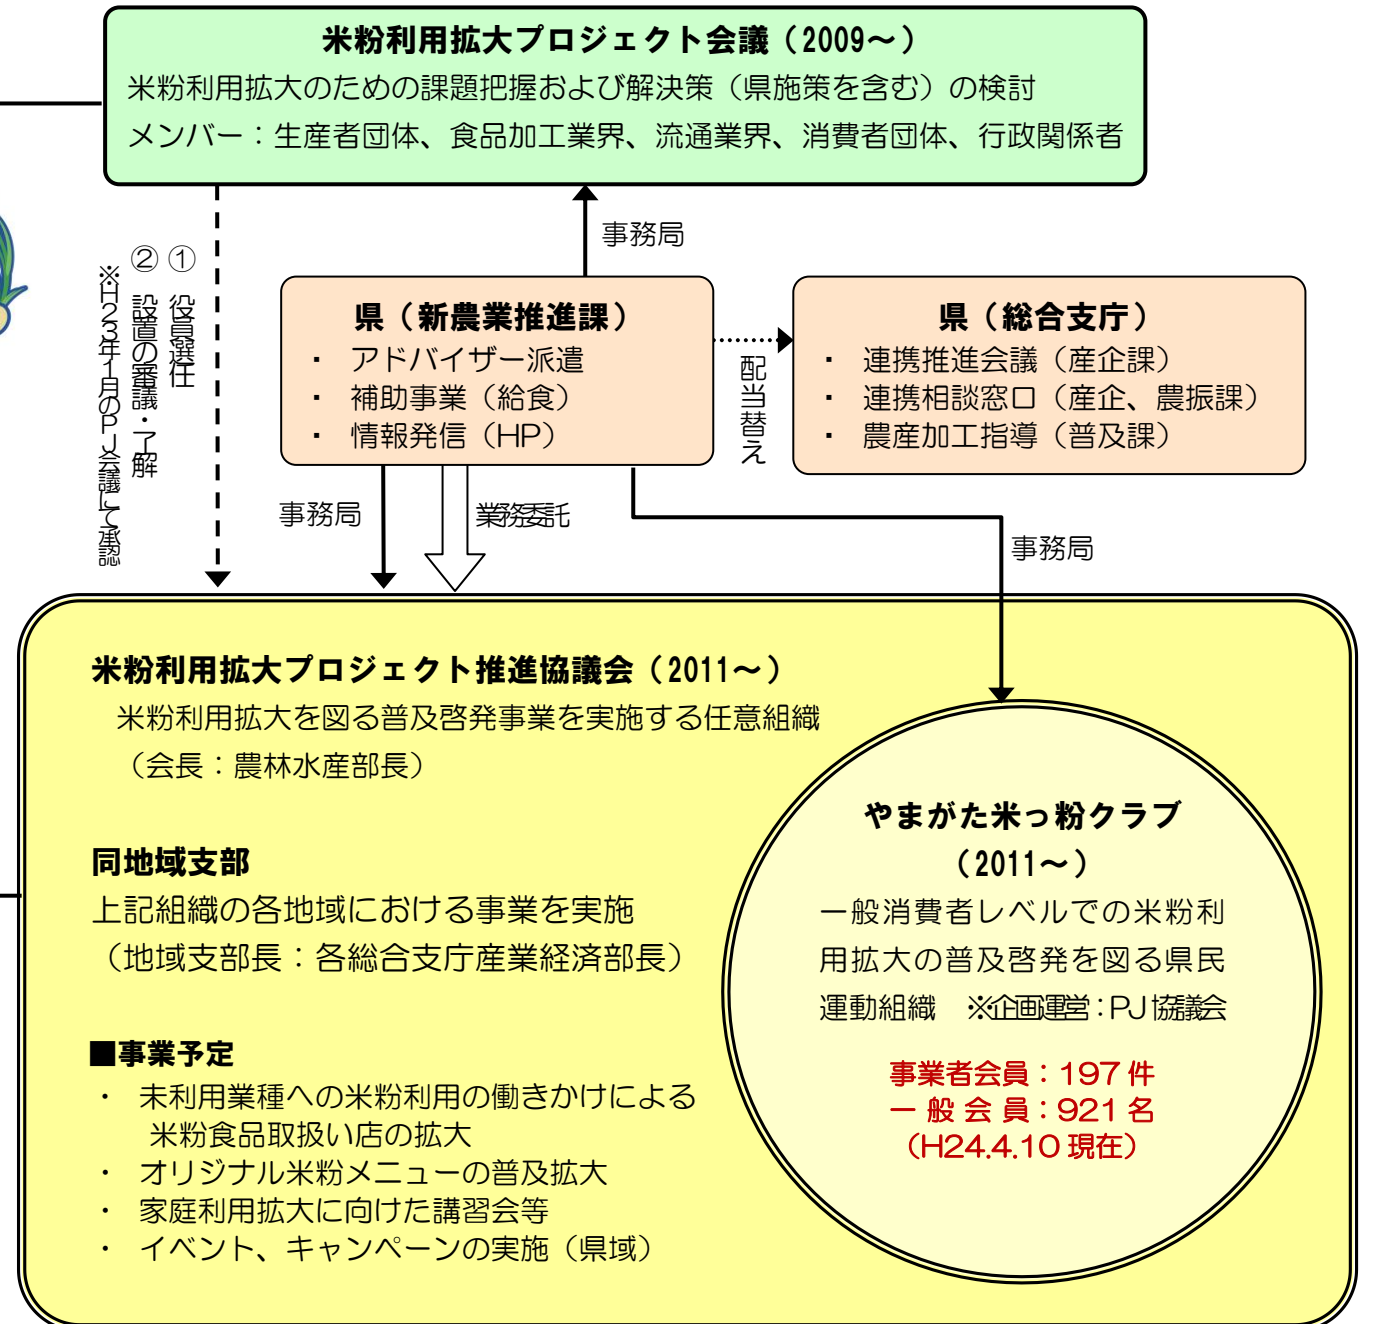 米粉利用拡大プロジェクト会議（2009～）
米粉利用拡大のための課題把握および解決策（県施策を含む）の検討
メンバー：生産者団体、食品加工業界、流通業界、消費者団体、行政関係者
事務局
① 役員選任
② 設置の審議・了解
※H23年1月のPJ会議にて承認
県（新農業推進課）
・ アドバイザー派遣
・ 補助事業（給食）
・ 情報発信（HP）
配当替え
県（総合支庁）
・ 連携推進会議（産企課）
・ 連携相談窓口（産企、農振課）
・ 農産加工指導（普及課）
事務局
業務委託
事務局
米粉利用拡大プロジェクト推進協議会（2011～）
米粉利用拡大を図る普及啓発事業を実施する任意組織
（会長：農林水産部長）
同地域支部
上記組織の各地域における事業を実施
（地域支部長：各総合支庁産業経済部長）
■事業予定
・ 未利用業種への米粉利用の働きかけによる
米粉食品取扱い店の拡大
・ オリジナル米粉メニューの普及拡大
・ 家庭利用拡大に向けた講習会等
・ イベント、キャンペーンの実施（県域）
やまがた米っ粉クラブ
（2011～）
一般消費者レベルでの米粉利
用拡大の普及啓発を図る県民
運動組織 ※企画運営：PJ協議会
事業者会員：197件
一 般 会 員：921名
（H24.4.10現在）